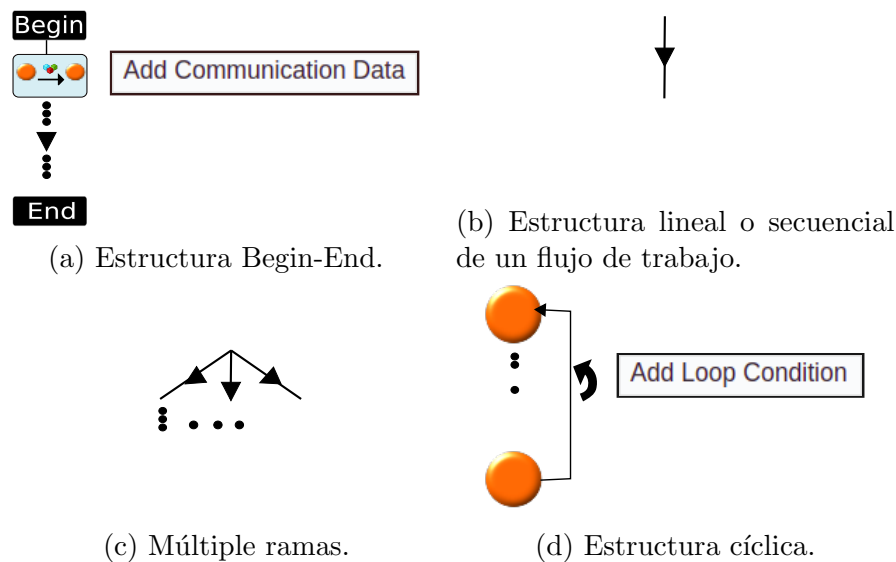 Begin
Add Communication Data
End
(a) Estructura Begin-End.
(b) Estructura lineal o secuencial
de un flujo de trabajo.
(c) Múltiple ramas.
Add Loop Condition
(d) Estructura cíclica.